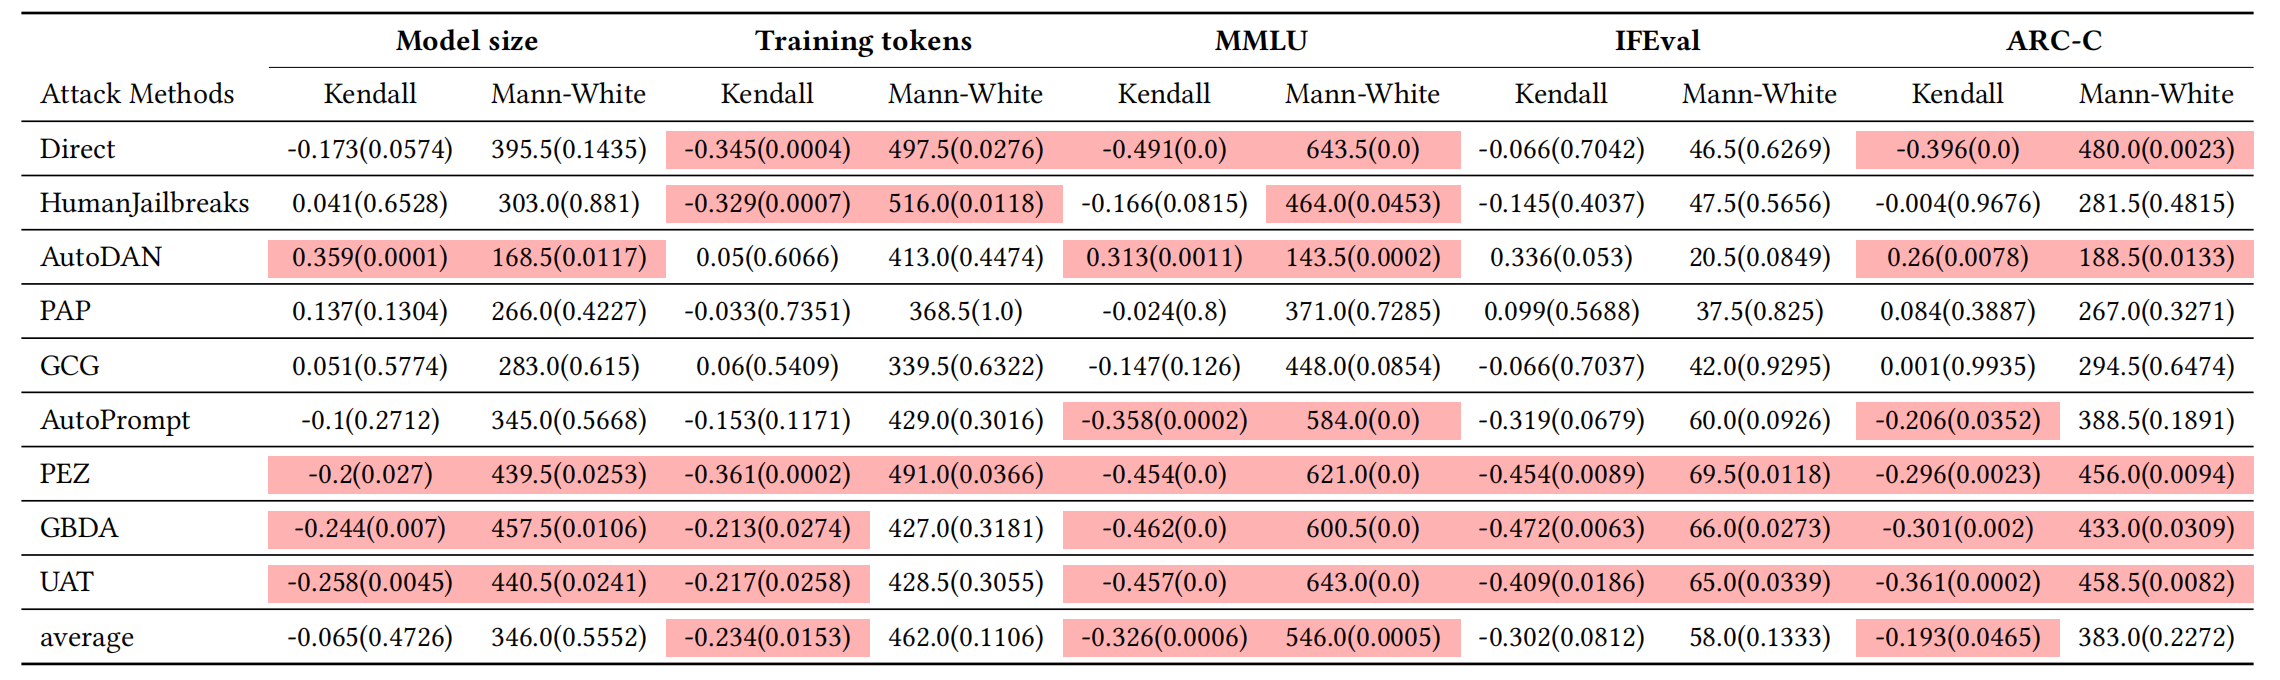 Model size Training tokens MMLU IFEval ARC-C
Attack Methods Kendall Mann-White Kendall Mann-White Kendall Mann-White Kendall Mann-White Kendall Mann-White
Direct -0.173(0.0574) 395.5(0.1435) -0.345(0.0004) 497.5(0.0276) -0.491(0.0) 643.5(0.0) -0.066(0.7042) 46.5(0.6269) -0.396(0.0) 480.0(0.0023)
HumanJailbreaks 0.041(0.6528) 303.0(0.881) -0.329(0.0007) 516.0(0.0118) -0.166(0.0815) 464.0(0.0453) -0.145(0.4037) 47.5(0.5656) -0.004(0.9676) 281.5(0.4815)
AutoDAN 0.359(0.0001) 168.5(0.0117) 0.05(0.6066) 413.0(0.4474) 0.313(0.0011) 143.5(0.0002) 0.336(0.053) 20.5(0.0849) 0.26(0.0078) 188.5(0.0133)
PAP 0.137(0.1304) 266.0(0.4227) -0.033(0.7351) 368.5(1.0) -0.024(0.8) 371.0(0.7285) 0.099(0.5688) 37.5(0.825) 0.084(0.3887) 267.0(0.3271)
GCG 0.051(0.5774) 283.0(0.615) 0.06(0.5409) 339.5(0.6322) -0.147(0.126) 448.0(0.0854) -0.066(0.7037) 42.0(0.9295) 0.001(0.9935) 294.5(0.6474)
AutoPrompt -0.1(0.2712) 345.0(0.5668) -0.153(0.1171) 429.0(0.3016) -0.358(0.0002) 584.0(0.0) -0.319(0.0679) 60.0(0.0926) -0.206(0.0352) 388.5(0.1891)
PEZ -0.2(0.027) 439.5(0.0253) -0.361(0.0002) 491.0(0.0366) -0.454(0.0) 621.0(0.0) -0.454(0.0089) 69.5(0.0118) -0.296(0.0023) 456.0(0.0094)
GBDA -0.244(0.007) 457.5(0.0106) -0.213(0.0274) 427.0(0.3181) -0.462(0.0) 600.5(0.0) -0.472(0.0063) 66.0(0.0273) -0.301(0.002) 433.0(0.0309)
UAT -0.258(0.0045) 440.5(0.0241) -0.217(0.0258) 428.5(0.3055) -0.457(0.0) 643.0(0.0) -0.409(0.0186) 65.0(0.0339) -0.361(0.0002) 458.5(0.0082)
average -0.065(0.4726) 346.0(0.5552) -0.234(0.0153) 462.0(0.1106) -0.326(0.0006) 546.0(0.0005) -0.302(0.0812) 58.0(0.1333) -0.193(0.0465) 383.0(0.2272)